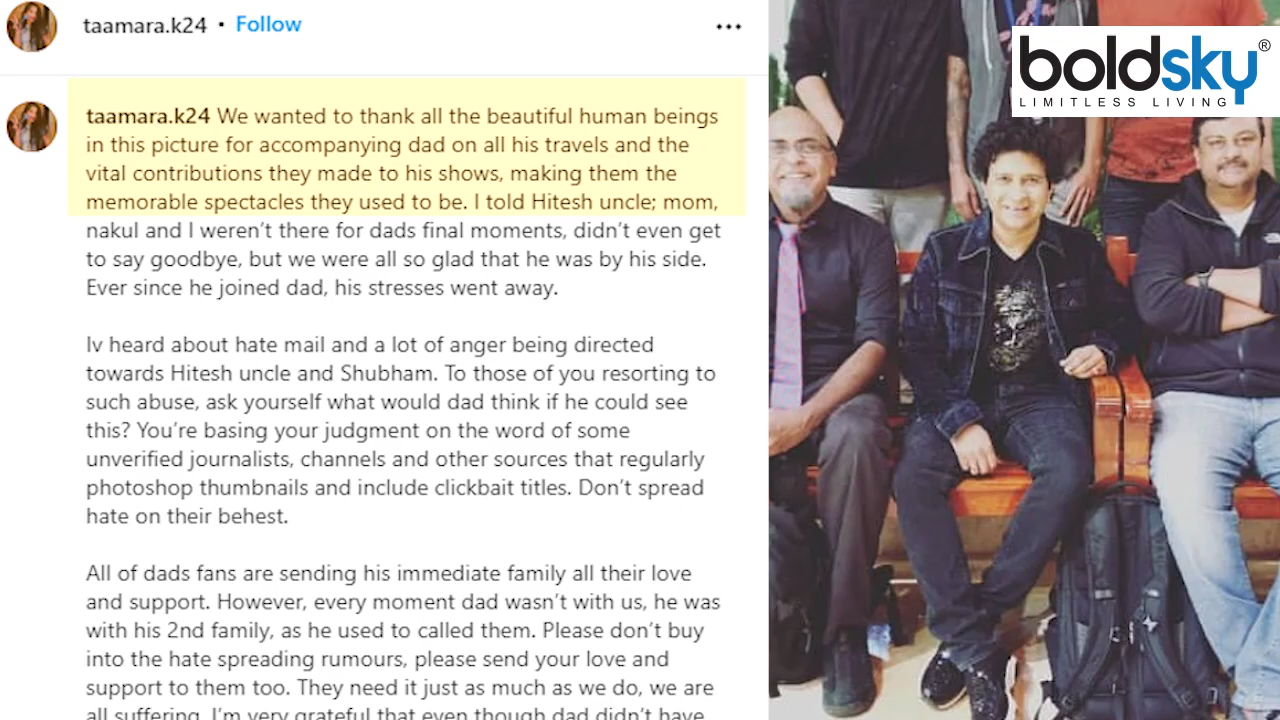 taamara.k24 • Follow
taamara.k24 We wanted to thank all the beautiful human beings
in this picture for accompanying dad on all his travels and the
vital contributions they made to his shows, making them the
memorable spectacles they used to be. I told Hitesh uncle; mom,
nakul and I weren’t there for dads final moments, didn’t even get
to say goodbye, but we were all so glad that he was by his side.
Ever since he joined dad, his stresses went away.
Iv heard about hate mail and a lot of anger being directed
towards Hitesh uncle and Shubham. To those of you resorting to
such abuse, ask yourself what would dad think if he could see
this? You’re basing your judgment on the word of some
unverified journalists, channels and other sources that regularly
photoshop thumbnails and include clickbait titles. Don’t spread
hate on their behest.
All of dads fans are sending his immediate family all their love
and support. However, every moment dad wasn’t with us, he was
with his 2nd family, as he used to called them. Please don’t buy
into the hate spreading rumours, please send your love and
support to them too. They need it just as much as we do, we are
all suffering. I’m very grateful that even though dad didn’t have
boldsky®
LIMITLESS LIVING